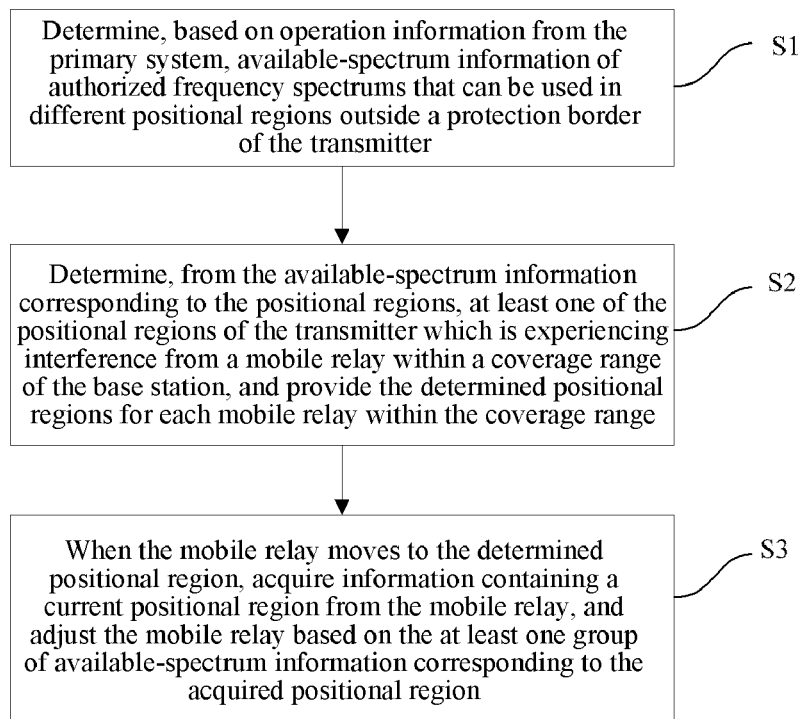 Determine, based on operation information from the
primary system, available-spectrum information of
authorized frequency spectrums that can be used in
different positional regions outside a protection border
of the transmitter
S1
Determine, from the available-spectrum information
corresponding to the positional regions, at least one of the
positional regions of the transmitter which is experiencing
interference from a mobile relay within a coverage range
of the base station, and provide the determined positional
regions for each mobile relay within the coverage range
S2
When the mobile relay moves to the determined
positional region, acquire information containing a
current positional region from the mobile relay, and
adjust the mobile relay based on the at least one group
of available-spectrum information corresponding to the
acquired positional region
S3